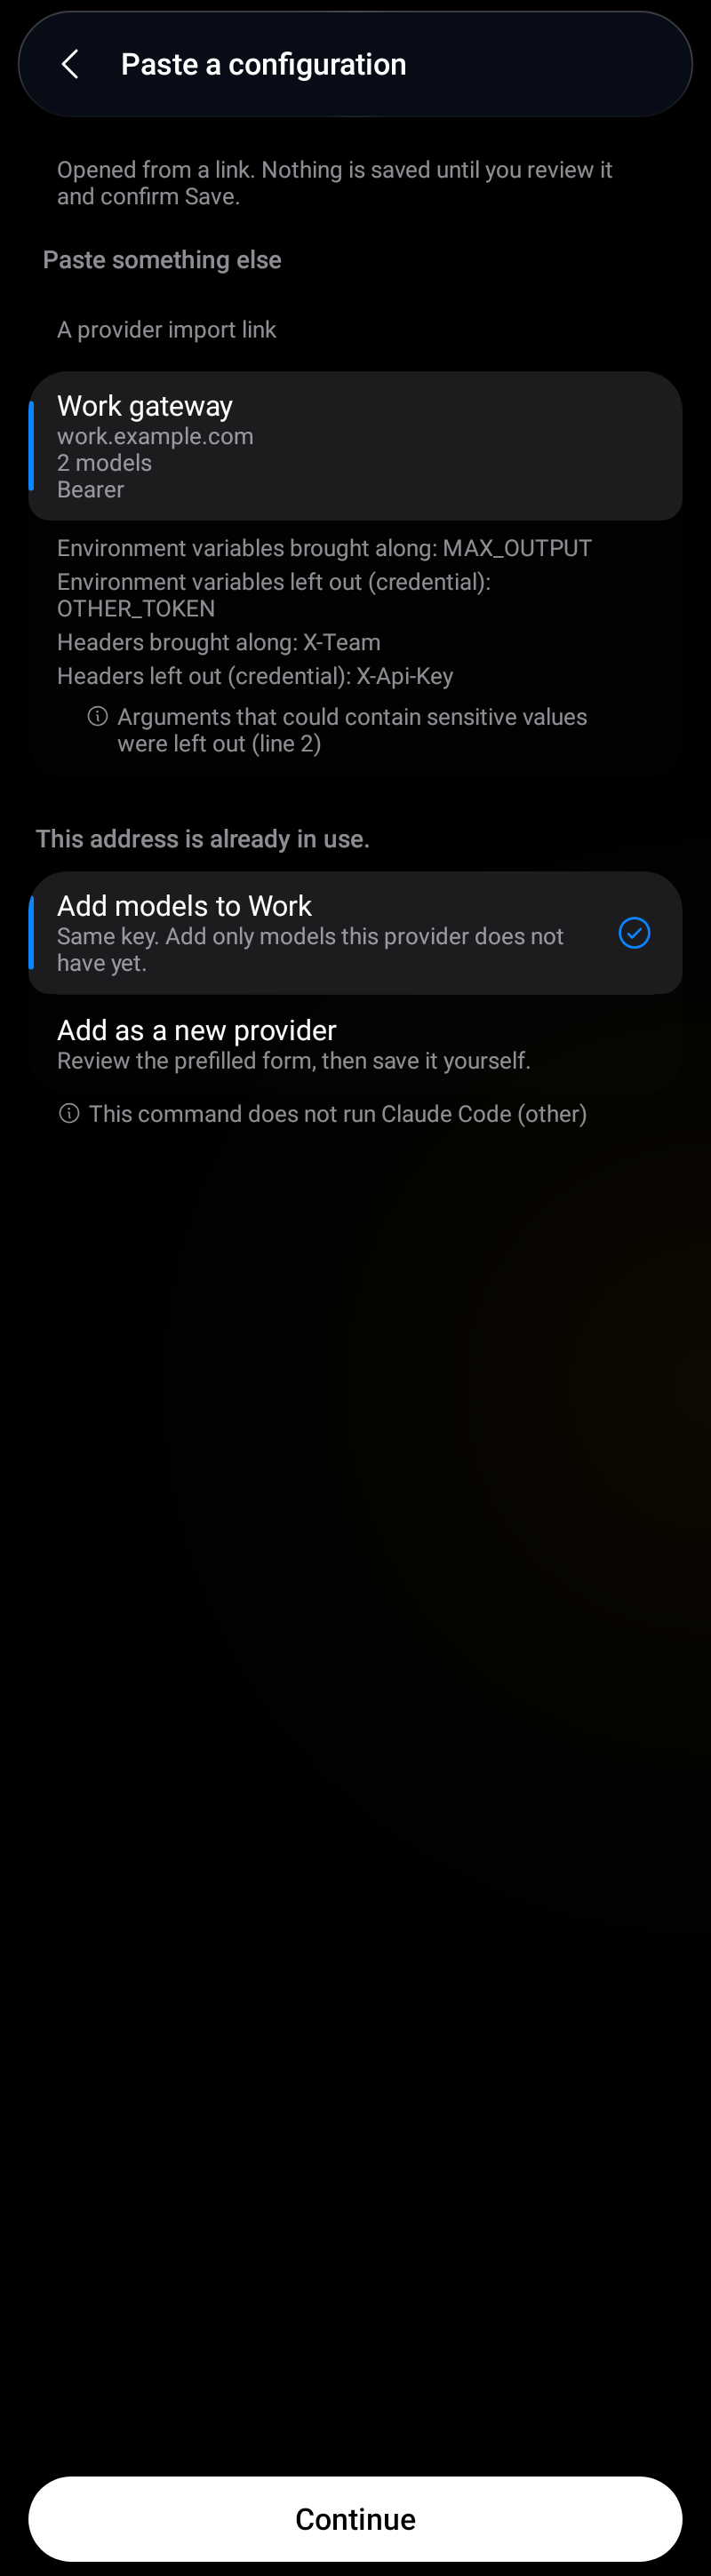 Paste a configuration
Opened from a link. Nothing is saved until you review it
and confirm Save.
Paste something else
A provider import link
Work gateway
work.example.com
2 models
Bearer
Environment variables brought along: MAX_OUTPUT
Environment variables left out (credential):
OTHER_TOKEN
Headers brought along: X-Team
Headers left out (credential): X-Api-Key
Arguments that could contain sensitive values
were left out (line 2)
This address is already in use.
Add models to Work
Same key. Add only models this provider does not
have yet.
Add as a new provider
Review the prefilled form, then save it yourself.
This command does not run Claude Code (other)
Continue